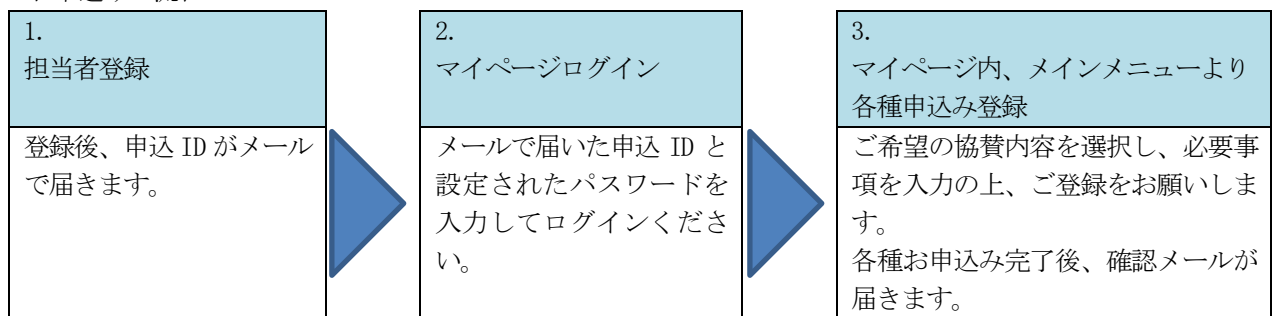 1.
担当者登録
登録後、申込 ID がメール
で届きます。
2.
マイページログイン
メールで届いた申込 ID と
設定されたパスワードを
入力してログインくださ
い。
3.
マイページ内、メインメニューより
各種申込み登録
ご希望の協賛内容を選択し、必要事
項を入力の上、ご登録をお願いしま
す。
各種お申込み完了後、確認メールが
届きます。